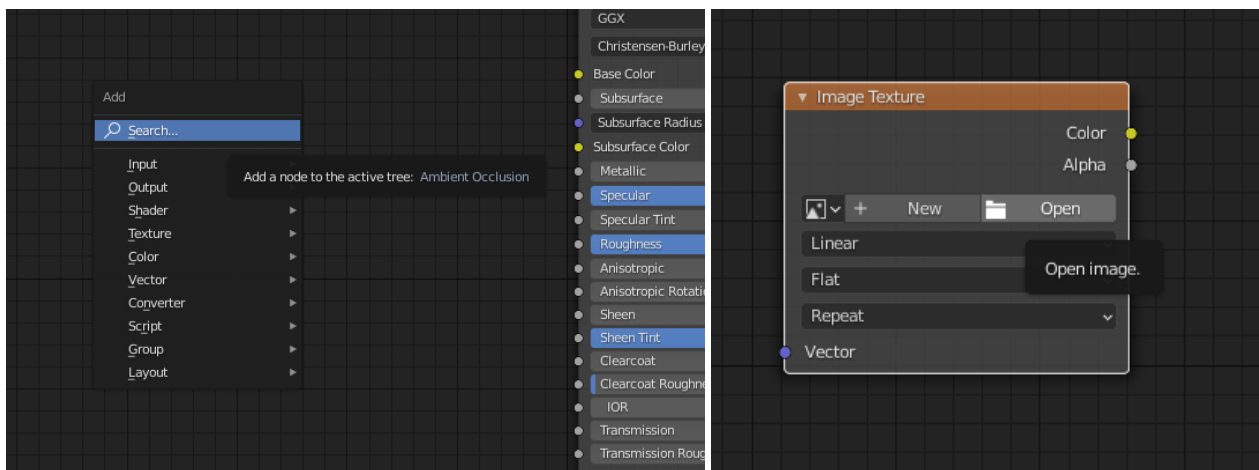 Add
Search...
Input
Output
Shader
Texture
Color
Vector
Converter
Script
Group
Layout
Add a node to the active tree: Ambient Occlusion
GGX
Christensen-Burley
Base Color
Subsurface
Subsurface Radius
Subsurface Color
Metallic
Specular
Specular Tint
Roughness
Anisotropic
Anisotropic Rotati
Sheen
Sheen Tint
Clearcoat
Clearcoat Roughne
IOR
Transmission
Transmission Roug
Image Texture
Color
Alpha
New Open
Linear
Open image.
Flat
Repeat
Vector